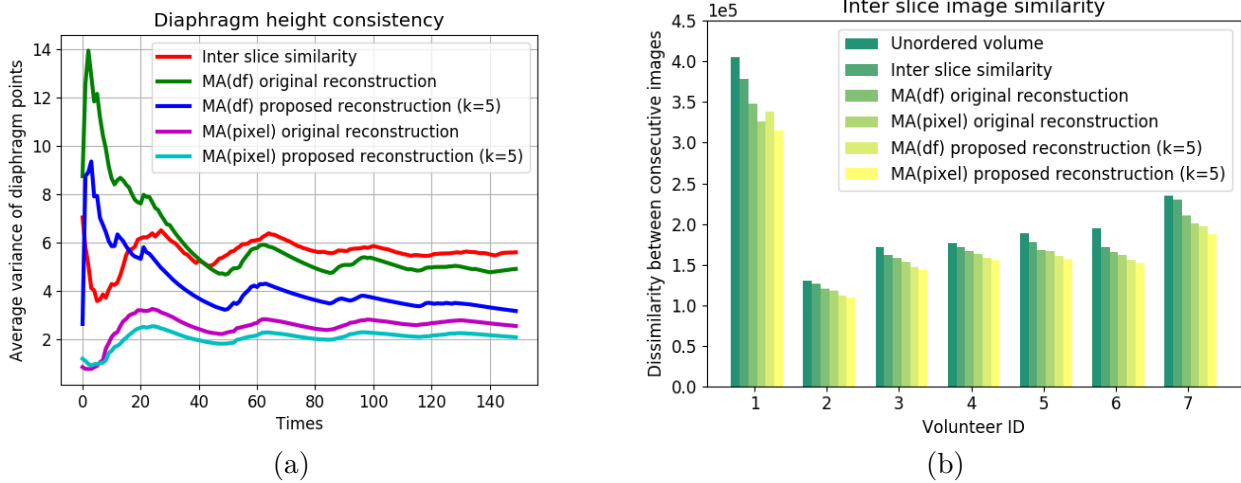 Diaphragm height consistency
Average variance of diaphragm points
14
12
10
8
6
4
2
Inter slice similarity
MA(df) original reconstruction
MA(df) proposed reconstruction (k=5)
MA(pixel) original reconstruction
MA(pixel) proposed reconstruction (k=5)
0 20 40 60 80 100 120 140
Times
(a)
Inter slice image similarity
1e5
Dissimilarity between consecutive images
4.5
4.0
3.5
3.0
2.5
2.0
1.5
1.0
0.5
0.0
Unordered volume
Inter slice similarity
MA(df) original reconstuction
MA(pixel) original reconstruction
MA(df) proposed reconstruction (k=5)
MA(pixel) proposed reconstruction (k=5)
1 2 3 4 5 6 7
Volunteer ID
(b)